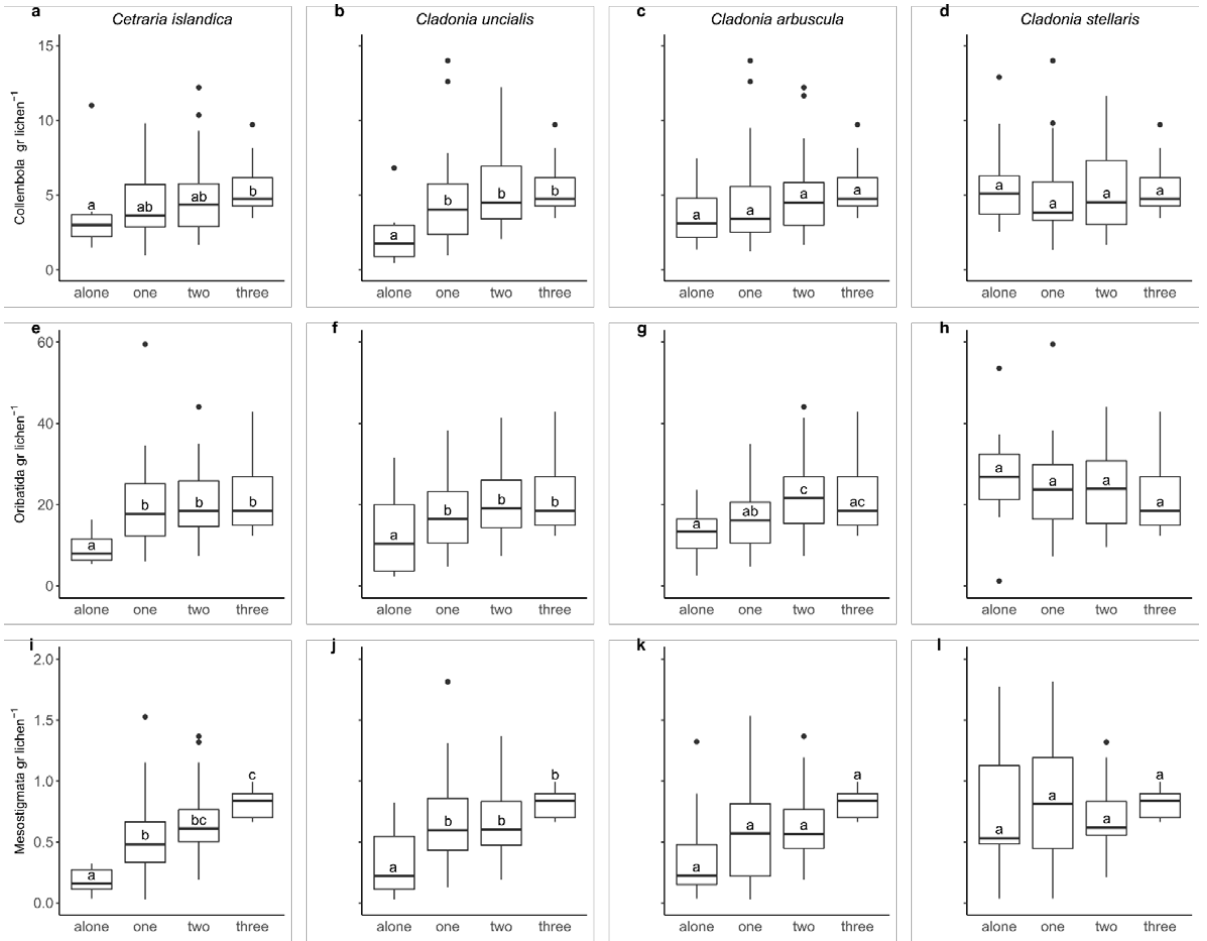 a b c d
Cetraria islandica Cladonia uncialis Cladonia arbuscula Cladonia stellaris
Collembola gr lichen⁻¹
15
10
5
0
a ab ab b
a b b b
a a a a
a a a a
alone one two three alone one two three alone one two three alone one two three
e f g h
Oribatida gr lichen⁻¹
60
40
20
0
a b b b
a b b b
a ab c ac
a a a a
alone one two three alone one two three alone one two three alone one two three
i j k l
Mesostigmata gr lichen⁻¹
2.0
1.5
1.0
0.5
0.0
a b bc c
a b b b
a a a a
a a a a
alone one two three alone one two three alone one two three alone one two three